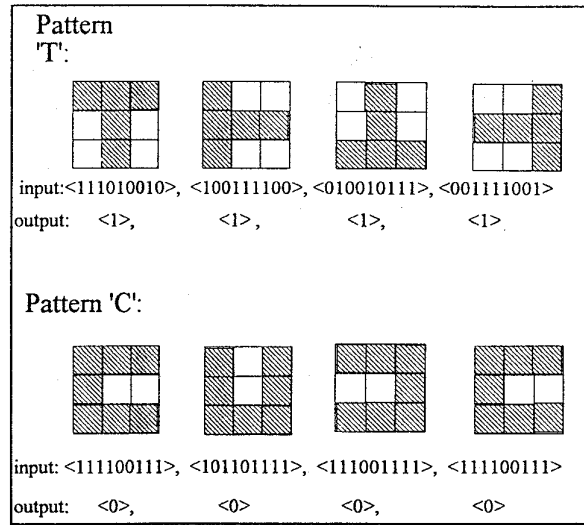 Pattern
'T':
input:<111010010>, <100111100>, <010010111>, <001111001>
output: <1>, <1>, <1>, <1>
Pattern 'C':
input: <111100111>, <101101111>, <111001111>, <111100111>
output: <0>, <0> <0>, <0>